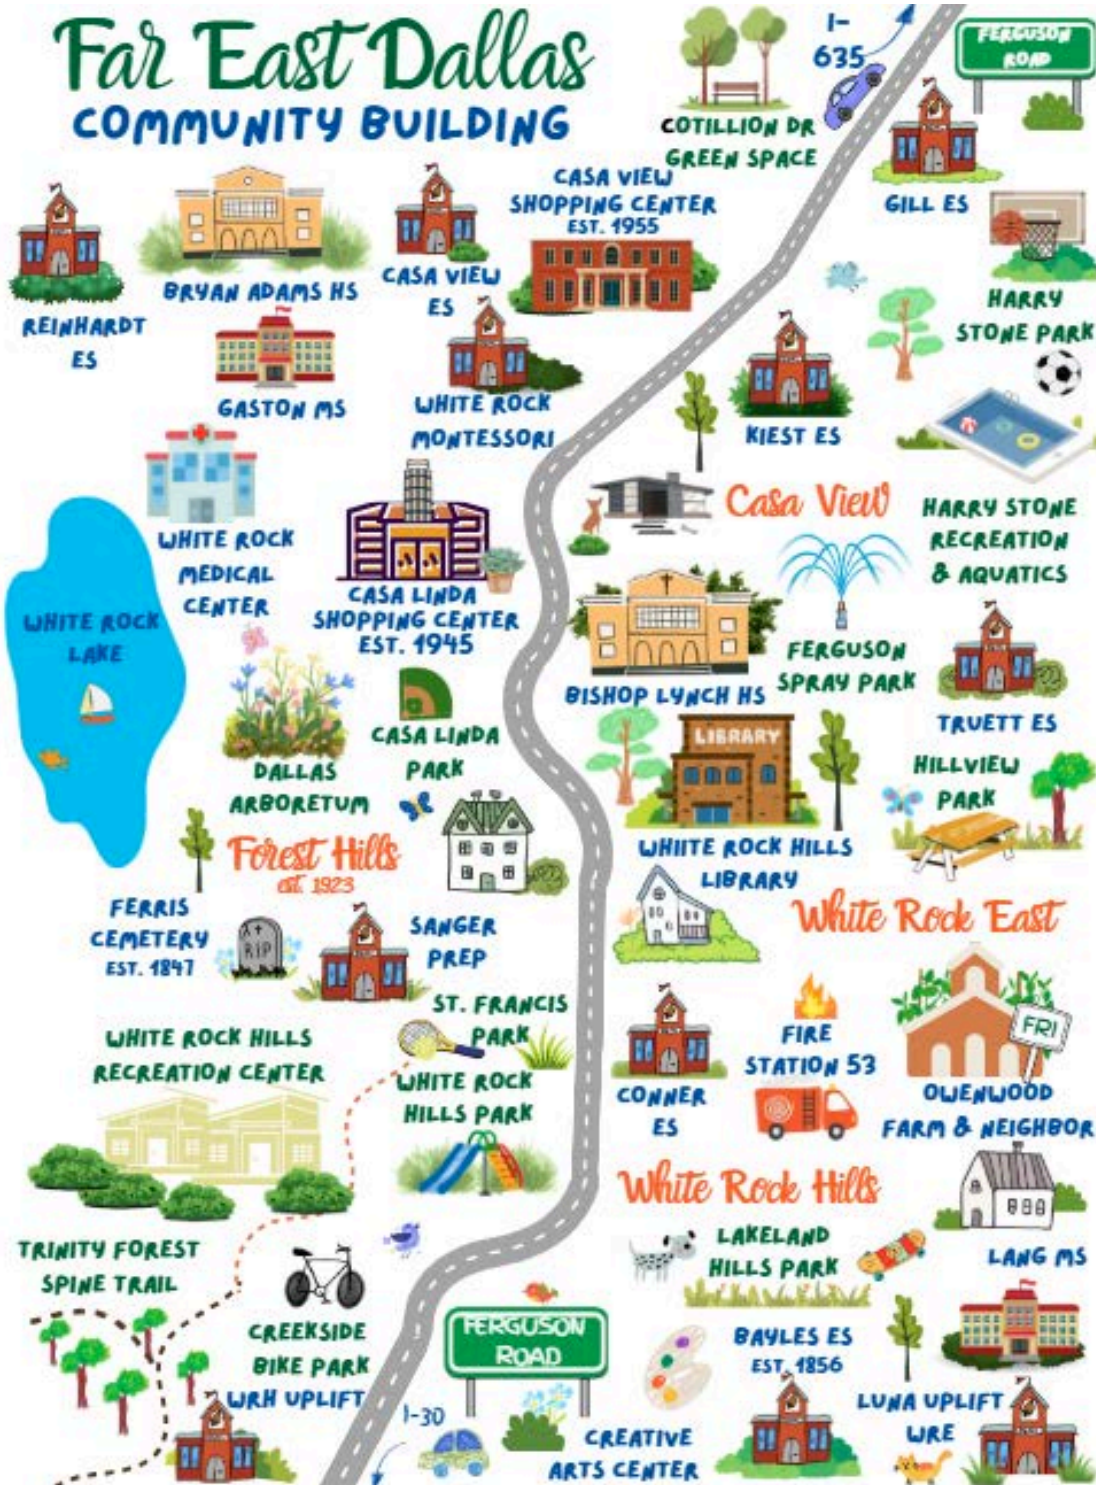 Far East Dallas
COMMUNITY BUILDING
I-
635
FERGUSON
ROAD
COTILLION DR
GREEN SPACE
GILL ES
CASA VIEW
SHOPPING CENTER
EST. 1955
REINHARDT
ES
BRYAN ADAMS HS
CASA VIEW
ES
HARRY
STONE PARK
GASTON MS
WHITE ROCK
MONTESSORI
KIEST ES
Casa View
HARRY STONE
RECREATION
& AQUATICS
WHITE ROCK
MEDICAL
CENTER
CASA LINDA
SHOPPING CENTER
EST. 1945
WHITE ROCK
LAKE
BISHOP LYNCH HS
FERGUSON
SPRAY PARK
TRUETT ES
LIBRARY
CASA LINDA
PARK
DALLAS
ARBORETUM
HILLVIEW
PARK
WHIITE ROCK HILLS
LIBRARY
Forest Hills
est. 1923
White Rock East
FERRIS
CEMETERY
EST. 1847
RIP
SANGER
PREP
ST. FRANCIS
PARK
WHITE ROCK HILLS
RECREATION CENTER
WHITE ROCK
HILLS PARK
CONNER
ES
FIRE
STATION 53
FRI
OWENWOOD
FARM & NEIGHBOR
White Rock Hills
LAKELAND
HILLS PARK
LANG MS
TRINITY FOREST
SPINE TRAIL
CREEKSIDE
BIKE PARK
WRH UPLIFT
FERGUSON
ROAD
I-30
CREATIVE
ARTS CENTER
BAYLES ES
EST. 1856
LUNA UPLIFT
WRE